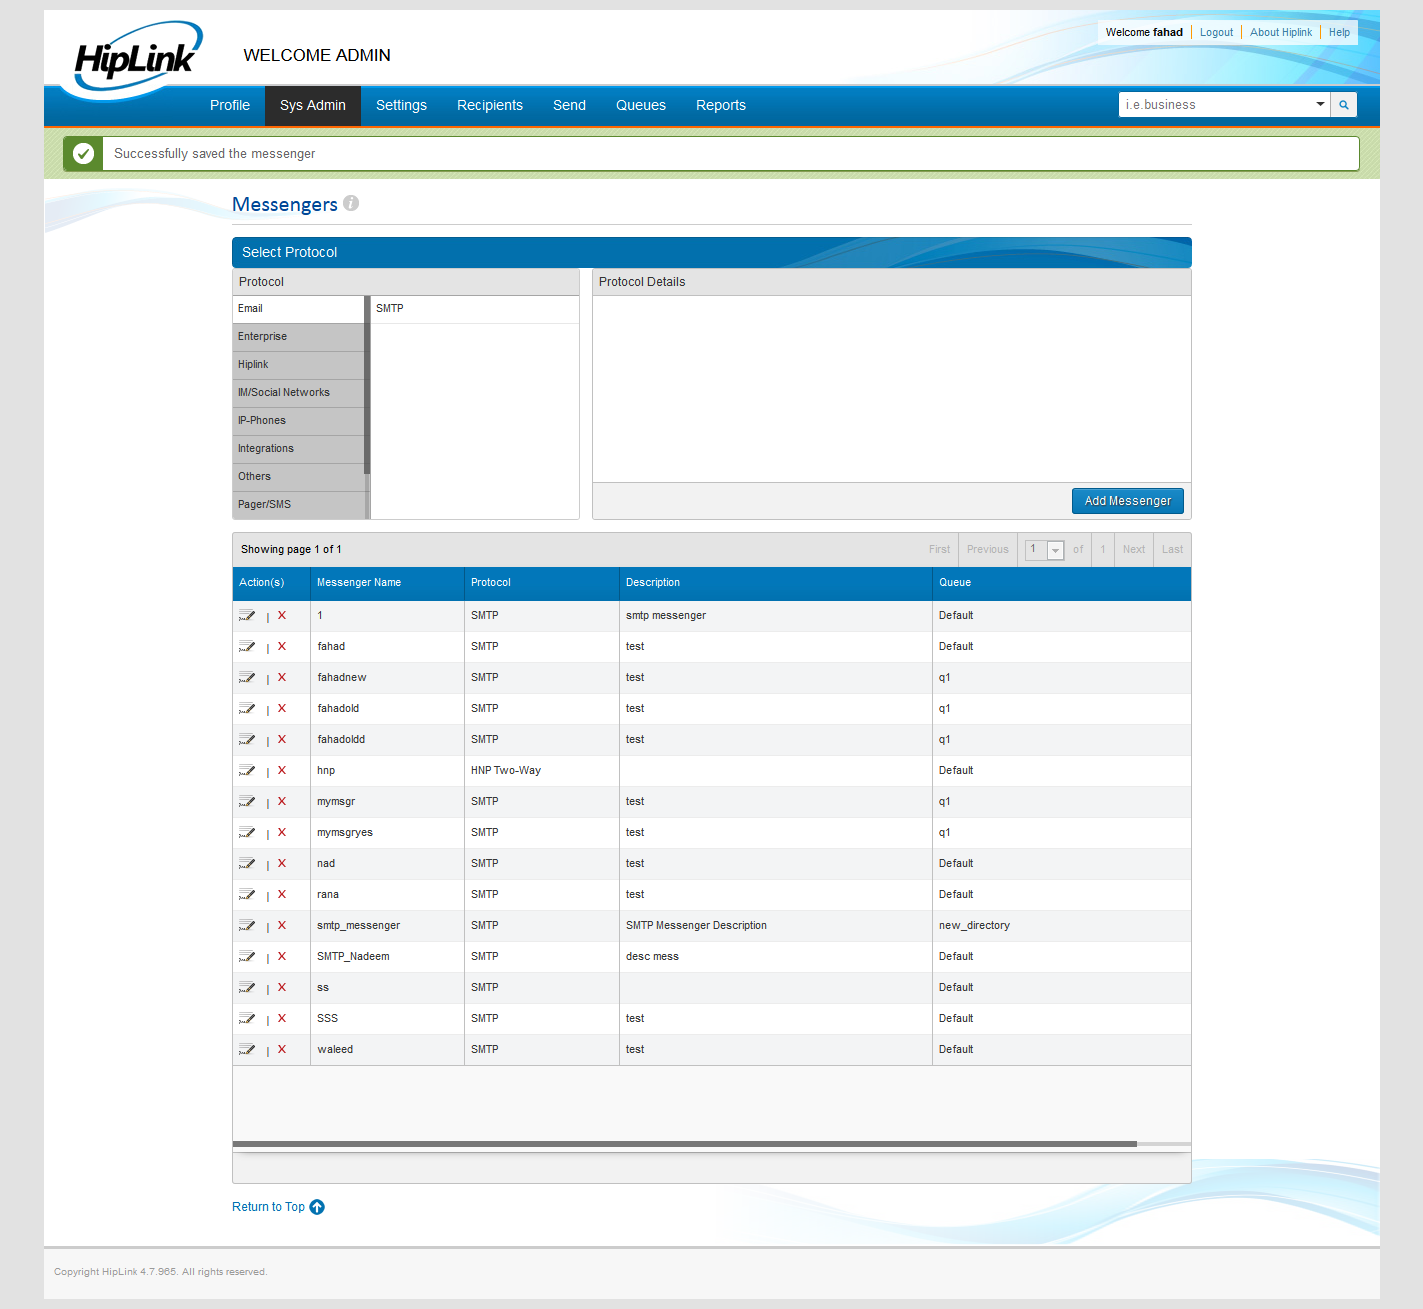 HipLink
WELCOME ADMIN
Welcome fahad Logout About Hiplink Help
Profile Sys Admin Settings Recipients Send Queues Reports
i.e.business
Successfully saved the messenger
Messengers i
Select Protocol
Protocol
Protocol Details
Email SMTP
Enterprise
Hiplink
IM/Social Networks
IP-Phones
Integrations
Others
Pager/SMS
Add Messenger
Showing page 1 of 1 First Previous 1 of 1 Next Last
Action(s) Messenger Name Protocol Description Queue
| X 1 SMTP smtp messenger Default
| X fahad SMTP test Default
| X fahadnew SMTP test q1
| X fahadold SMTP test q1
| X fahadoldd SMTP test q1
| X hnp HNP Two-Way Default
| X mymsgr SMTP test q1
| X mymsgryes SMTP test q1
| X nad SMTP test Default
| X rana SMTP test Default
| X smtp_messenger SMTP SMTP Messenger Description new_directory
| X SMTP_Nadeem SMTP desc mess Default
| X ss SMTP Default
| X SSS SMTP test Default
| X waleed SMTP test Default
Return to Top
Copyright HipLink 4.7.965. All rights reserved.